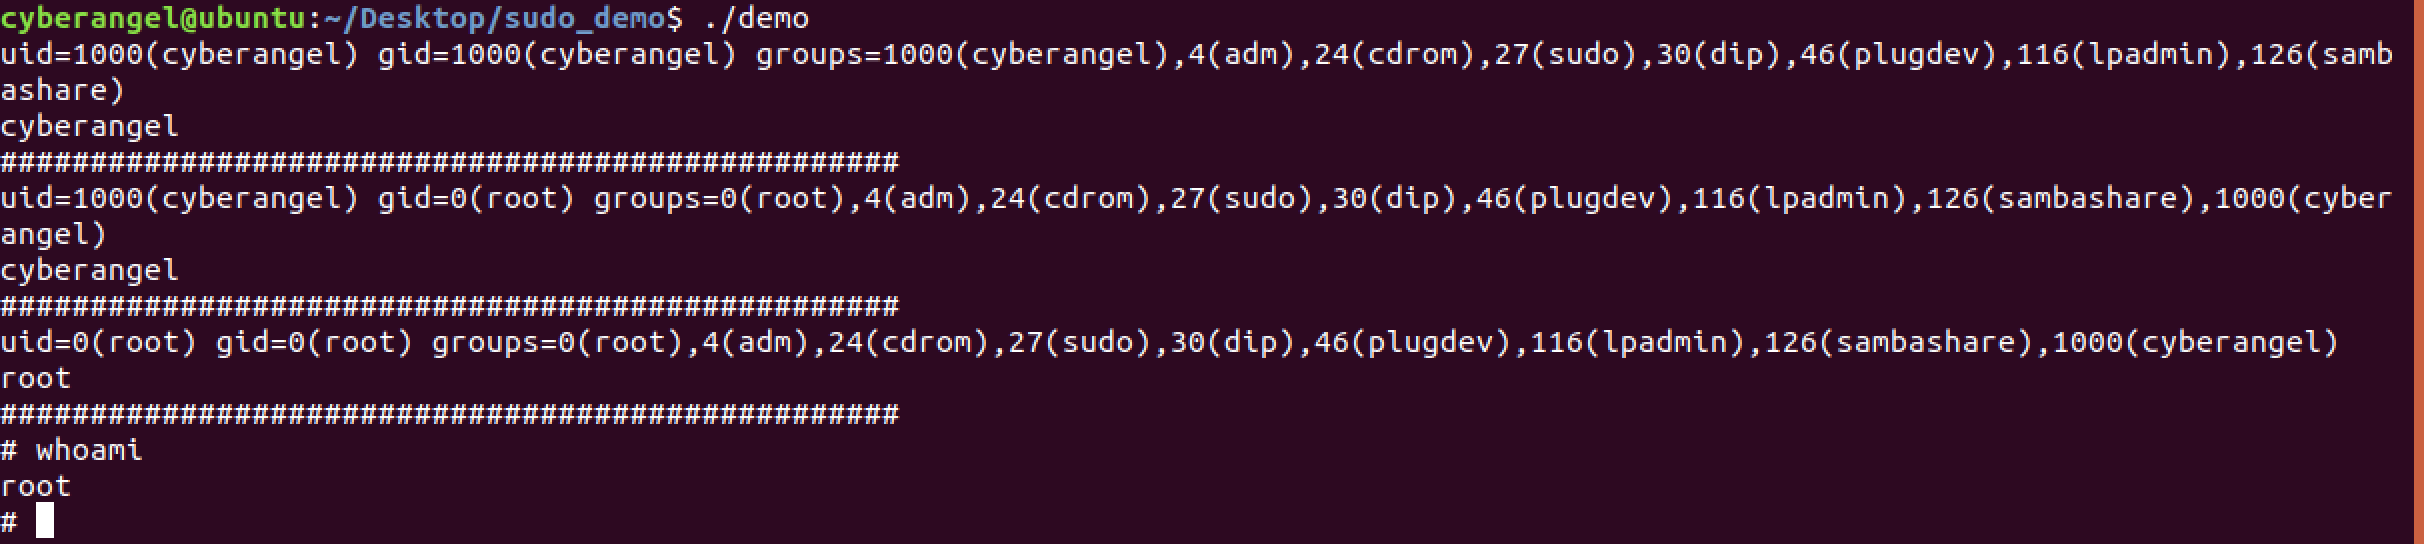 cyberangel@ubuntu:~/Desktop/sudo_demo$ ./demo
uid=1000(cyberangel) gid=1000(cyberangel) groups=1000(cyberangel),4(adm),24(cdrom),27(sudo),30(dip),46(plugdev),116(lpadmin),126(samb
ashare)
cyberangel
##################################################
uid=1000(cyberangel) gid=0(root) groups=0(root),4(adm),24(cdrom),27(sudo),30(dip),46(plugdev),116(lpadmin),126(sambashare),1000(cyber
angel)
cyberangel
##################################################
uid=0(root) gid=0(root) groups=0(root),4(adm),24(cdrom),27(sudo),30(dip),46(plugdev),116(lpadmin),126(sambashare),1000(cyberangel)
root
##################################################
# whoami
root
#